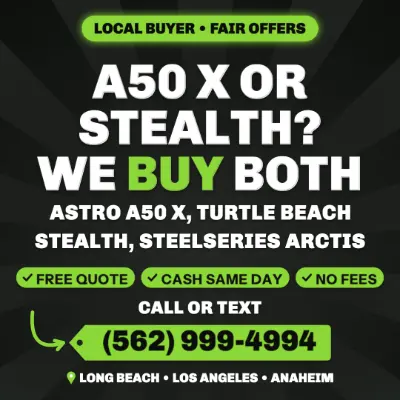 LOCAL BUYER • FAIR OFFERS
A50 X OR
STEALTH?
WE BUY BOTH
ASTRO A50 X, TURTLE BEACH
STEALTH, STEELSERIES ARCTIS
✓ FREE QUOTE ✓ CASH SAME DAY ✓ NO FEES
CALL OR TEXT
(562) 999-4994
LONG BEACH • LOS ANGELES • ANAHEIM